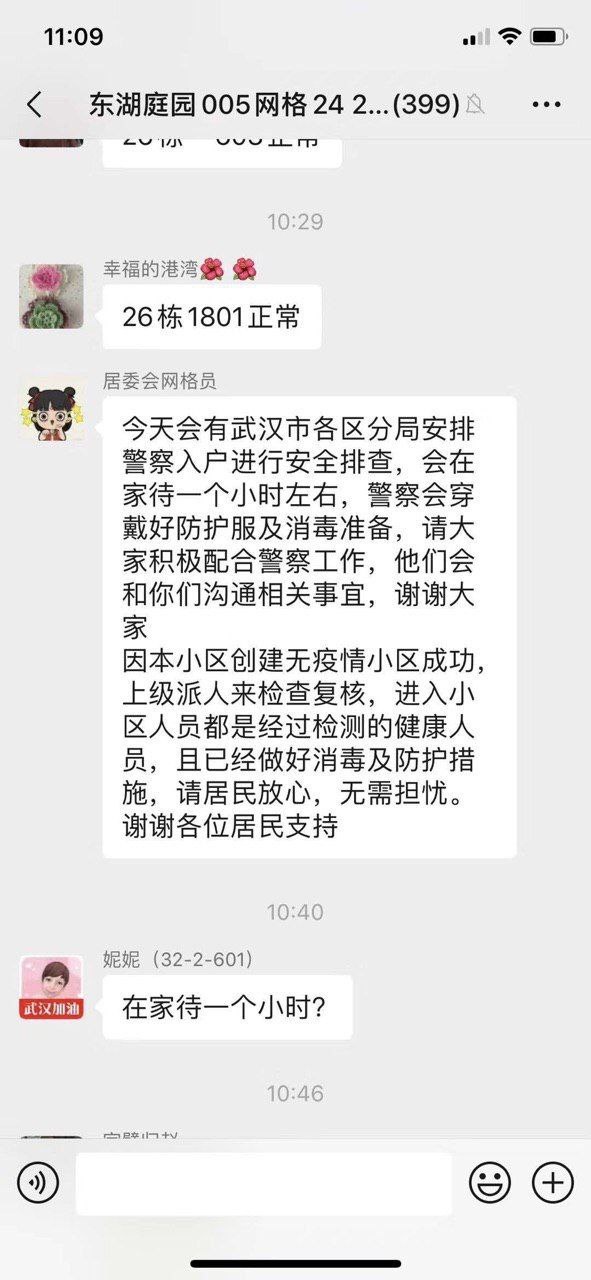 11:09
东湖庭园005网格24 2...(399)
10:29
幸福的港湾🌺 🌺
26栋1801正常
居委会网格员
今天会有武汉市各区分局安排
警察入户进行安全排查，会在
家待一个小时左右，警察会穿
戴好防护服及消毒准备，请大
家积极配合警察工作，他们会
和你们沟通相关事宜，谢谢大
家
因本小区创建无疫情小区成功，
上级派人来检查复核，进入小
区人员都是经过检测的健康人
员，且已经做好消毒及防护措
施，请居民放心，无需担忧。
谢谢各位居民支持
10:40
妮妮（32-2-601）
武汉加油
在家待一个小时？
10:46